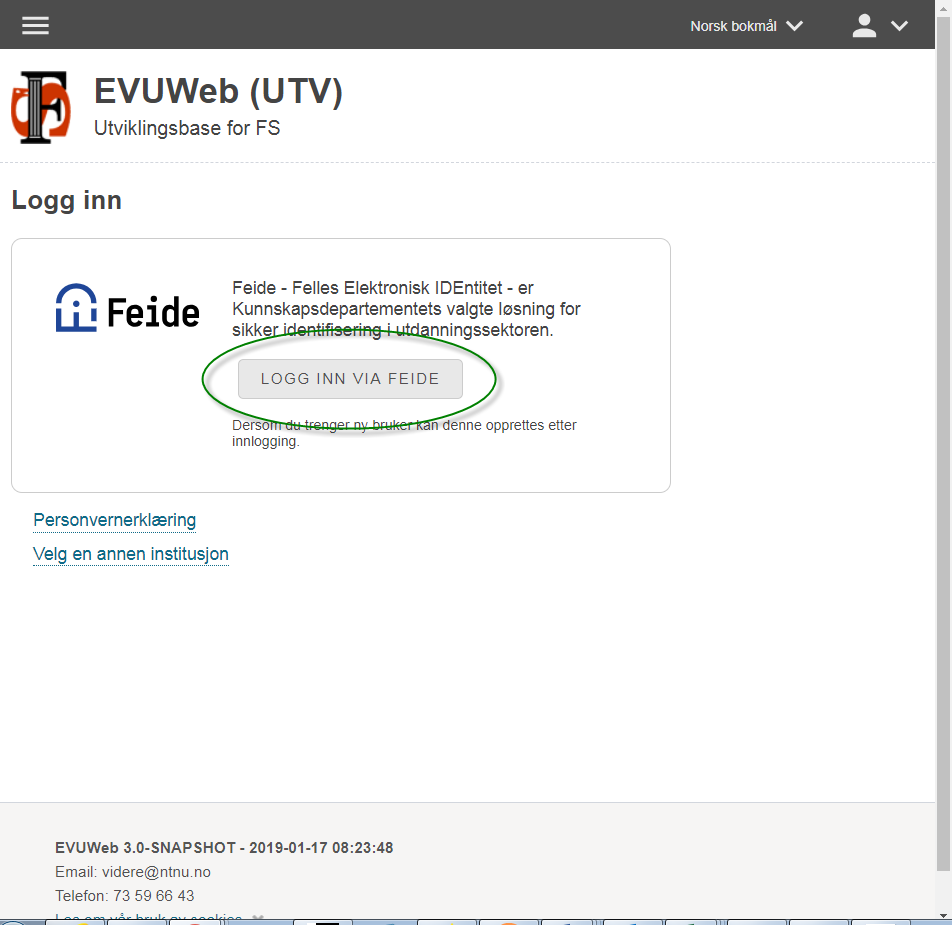 Norsk bokmål
EVUWeb (UTV)
Utviklingsbase for FS
Logg inn
Feide
Feide - Felles Elektronisk IDEntitet - er
Kunnskapsdepartementets valgte løsning for
sikker identifisering i utdanningssektoren.
LOGG INN VIA FEIDE
Dersom du trenger ny bruker kan denne opprettes etter
innlogging.
Personvernerklæring
Velg en annen institusjon
EVUWeb 3.0-SNAPSHOT - 2019-01-17 08:23:48
Email: videre@ntnu.no
Telefon: 73 59 66 43
Les om vår bruk av cookies